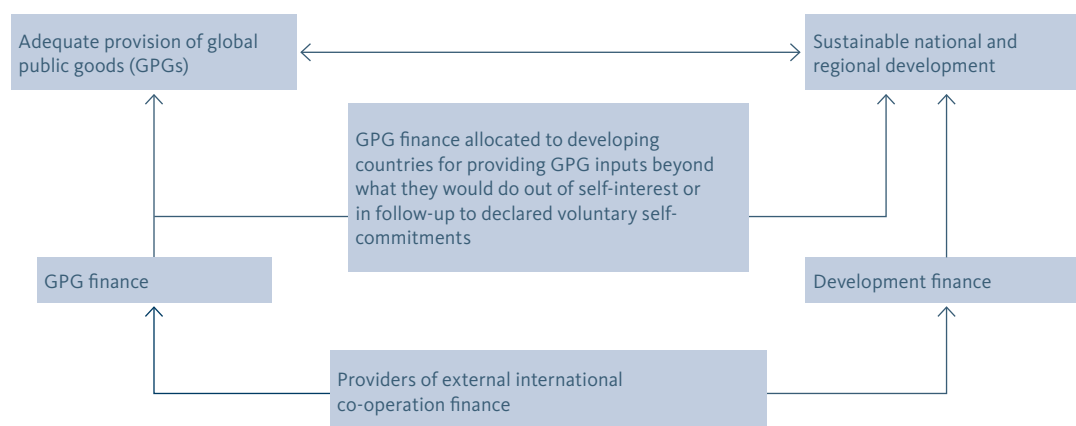 Adequate provision of global
public goods (GPGs)
Sustainable national and
regional development
GPG finance allocated to developing
countries for providing GPG inputs beyond
what they would do out of self-interest or
in follow-up to declared voluntary self-
commitments
GPG finance
Development finance
Providers of external international
co-operation finance